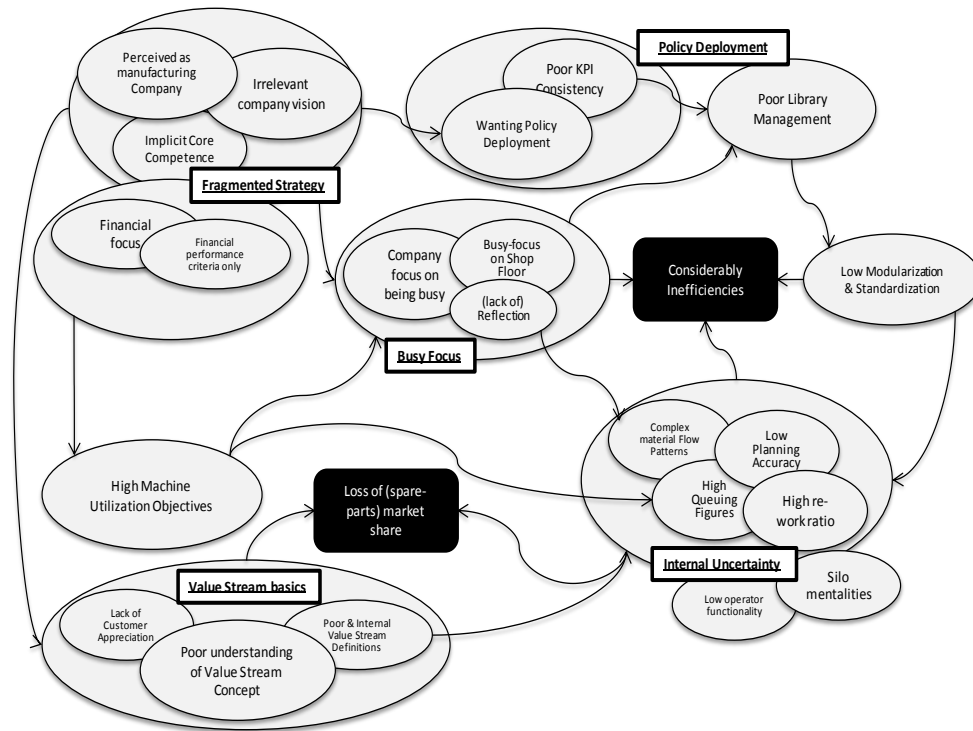 Perceived as
manufacturing
Company
Irrelevant
company vision
Implicit Core
Competence
Fragmented Strategy
Financial
focus
Financial
performance
criteria only
Policy Deployment
Poor KPI
Consistency
Wanting Policy
Deployment
Poor Library
Management
Company
focus on
being busy
Busy-focus
on Shop
Floor
(lack of)
Reflection
Busy Focus
Considerably
Inefficiencies
Low Modularization
& Standardization
High Machine
Utilization Objectives
Loss of (spare-
parts) market
share
Complex
material Flow
Patterns
Low
Planning
Accuracy
High
Queuing
Figures
High re-
work ratio
Internal Uncertainty
Low operator
functionality
Silo
mentalities
Value Stream basics
Lack of
Customer
Appreciation
Poor & Internal
Value Stream
Definitions
Poor understanding
of Value Stream
Concept